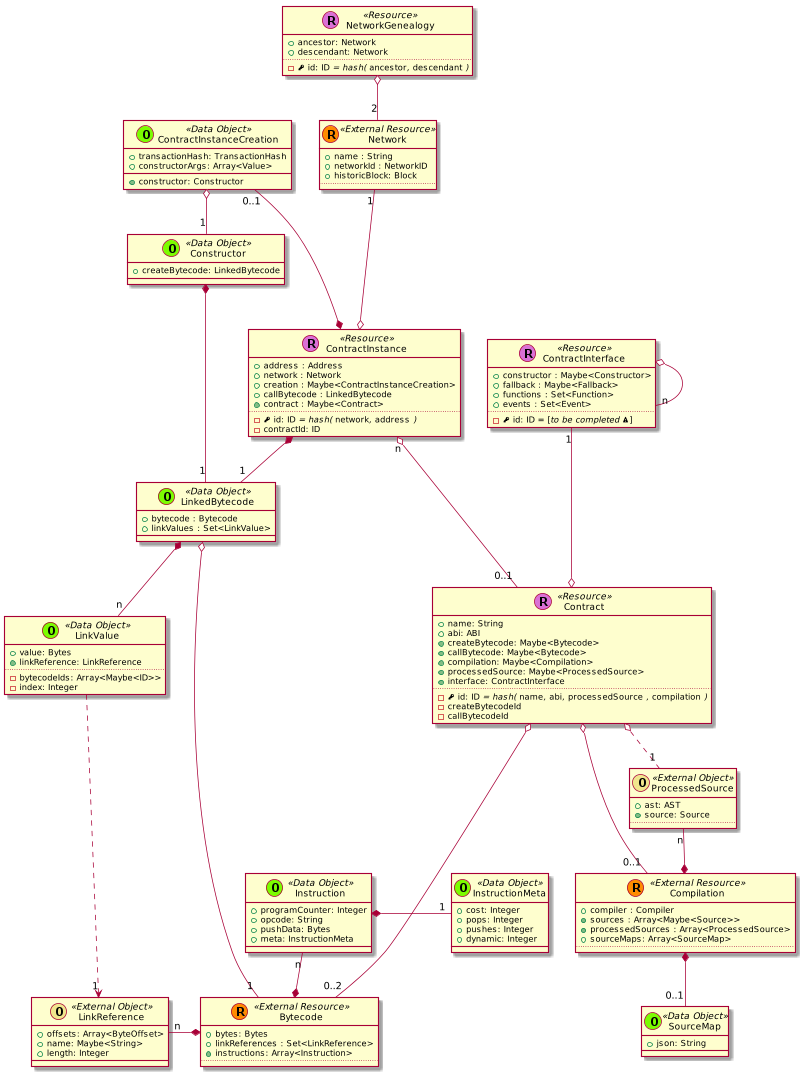 R
«Resource»
NetworkGenealogy
ancestor: Network
descendant: Network
id: ID = hash( ancestor, descendant )
2
O
«Data Object»
ContractInstanceCreation
transactionHash: TransactionHash
constructorArgs: Array<Value>
constructor: Constructor
R
«External Resource»
Network
name : String
networkId : NetworkID
historicBlock: Block
0..1
1
1
O
«Data Object»
Constructor
createBytecode: LinkedBytecode
R
«Resource»
ContractInstance
address : Address
network : Network
creation : Maybe<ContractInstanceCreation>
callBytecode : LinkedBytecode
contract : Maybe<Contract>
id: ID = hash( network, address )
contractId: ID
R
«Resource»
ContractInterface
constructor : Maybe<Constructor>
fallback : Maybe<Fallback>
functions : Set<Function>
events : Set<Event>
id: ID = [to be completed ]
n
1
n
1
1
O
«Data Object»
LinkedBytecode
bytecode : Bytecode
linkValues : Set<LinkValue>
0..1
n
R
«Resource»
Contract
name: String
abi: ABI
createBytecode: Maybe<Bytecode>
callBytecode: Maybe<Bytecode>
compilation: Maybe<Compilation>
processedSource: Maybe<ProcessedSource>
interface: ContractInterface
id: ID = hash( name, abi, processedSource , compilation )
createBytecodeId
callBytecodeId
O
«Data Object»
LinkValue
value: Bytes
linkReference: LinkReference
bytecodeIds: Array<Maybe<ID>>
index: Integer
1
O
«External Object»
ProcessedSource
ast: AST
source: Source
n
0..1
O
«Data Object»
Instruction
programCounter: Integer
opcode: String
pushData: Bytes
meta: InstructionMeta
1
O
«Data Object»
InstructionMeta
cost: Integer
pops: Integer
pushes: Integer
dynamic: Integer
R
«External Resource»
Compilation
compiler : Compiler
sources : Array<Maybe<Source>>
processedSources : Array<ProcessedSource>
sourceMaps: Array<SourceMap>
n
1
1
0..2
0..1
O
«External Object»
LinkReference
offsets: Array<ByteOffset>
name: Maybe<String>
length: Integer
n
R
«External Resource»
Bytecode
bytes: Bytes
linkReferences : Set<LinkReference>
instructions: Array<Instruction>
O
«Data Object»
SourceMap
json: String